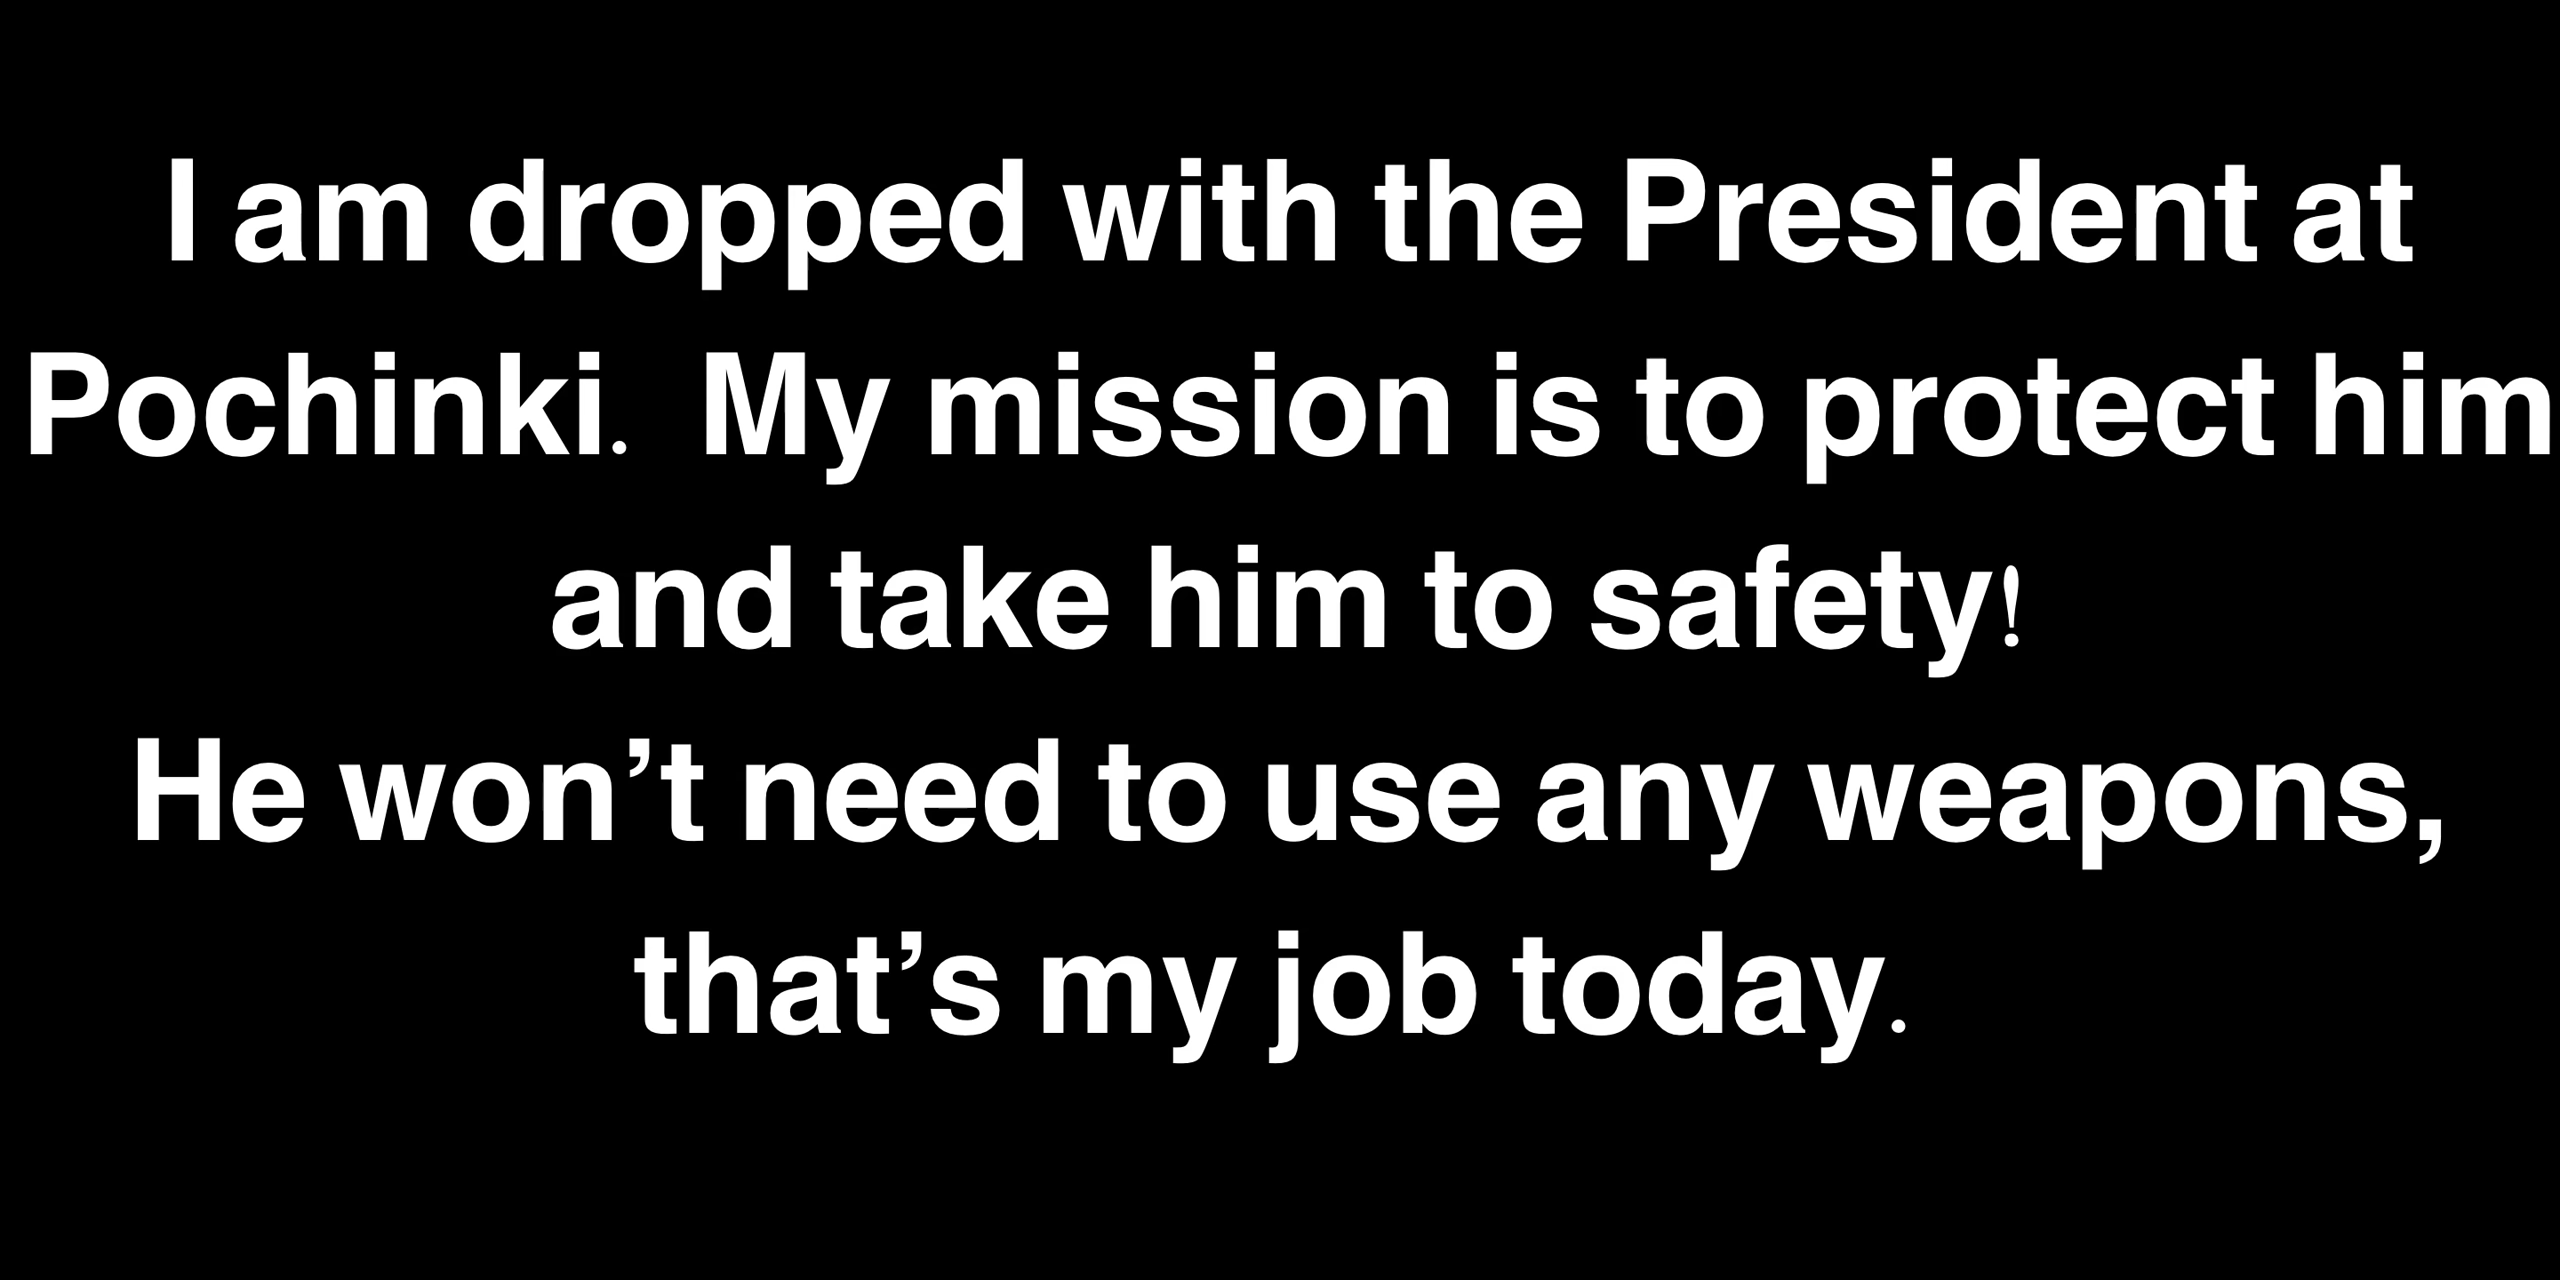 I am dropped with the President at
Pochinki.  My mission is to protect him
and take him to safety!
He won’t need to use any weapons,
that’s my job today.